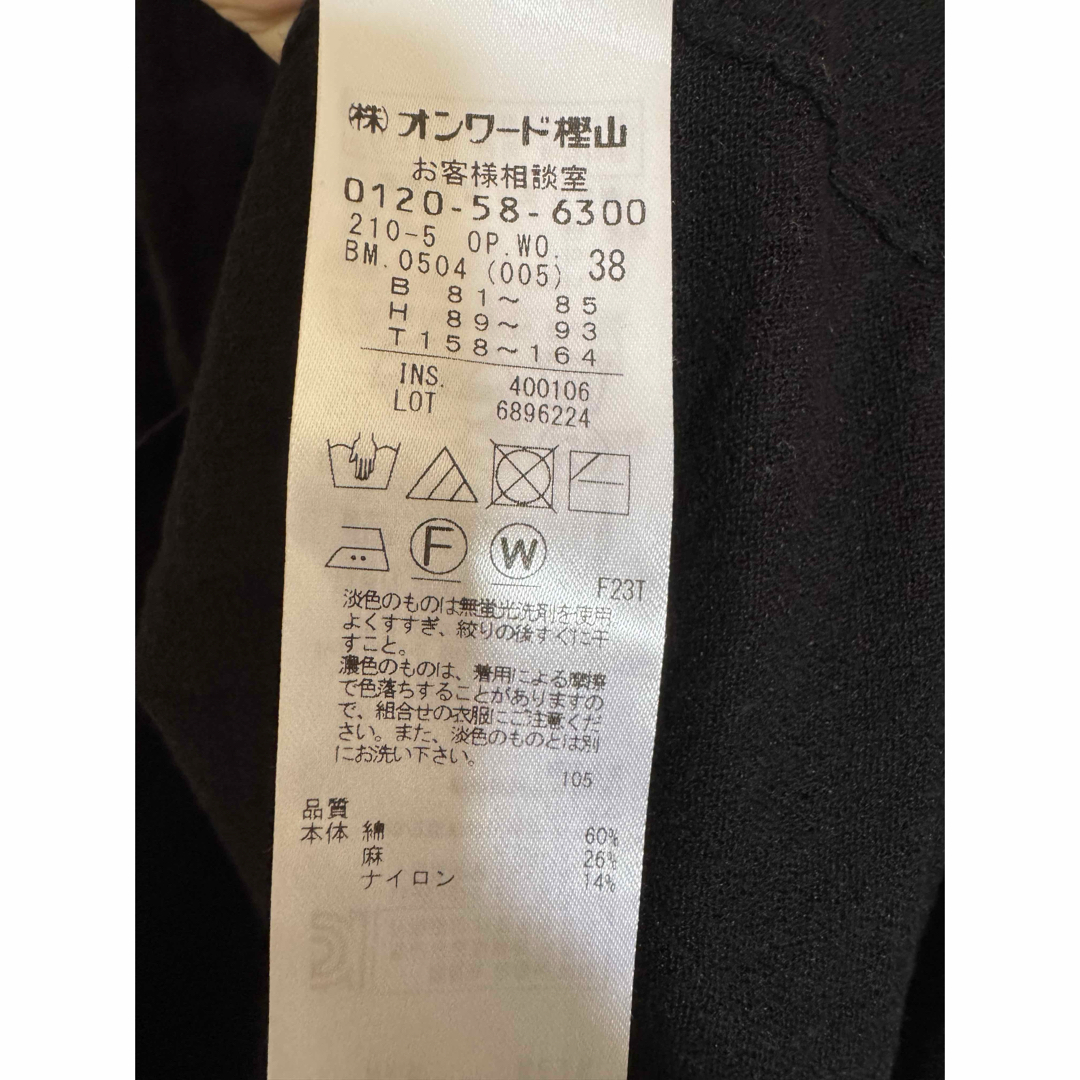 ㈱オンワード樫山
お客様相談室
0120-58-6300
210-5 OP.WO. 38
BM.0504 (005)
B 81～ 85
H 89～ 93
T158～164
INS. 400106
LOT 6896224
F W
F23T
淡色のものは無蛍光洗剤を使用
よくすすぎ、絞りの後すぐに干
すこと。
濃色のものは、着用による摩擦
で色落ちすることがありますの
で、組合せの衣服にご注意くだ
さい。また、淡色のものとは別
にお洗い下さい。
105
品質
本体 綿 60%
麻 26%
ナイロン 14%